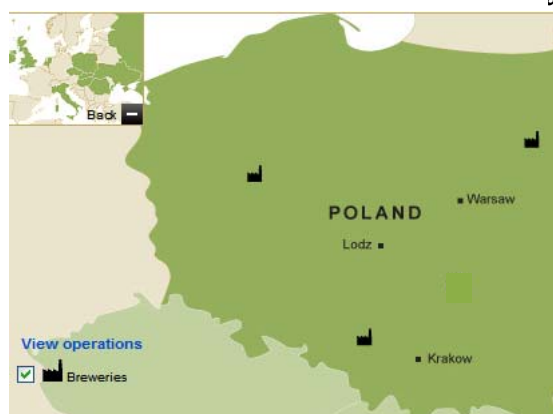 Back
Warsaw
POLAND
Lodz
View operations
Breweries
Krakow